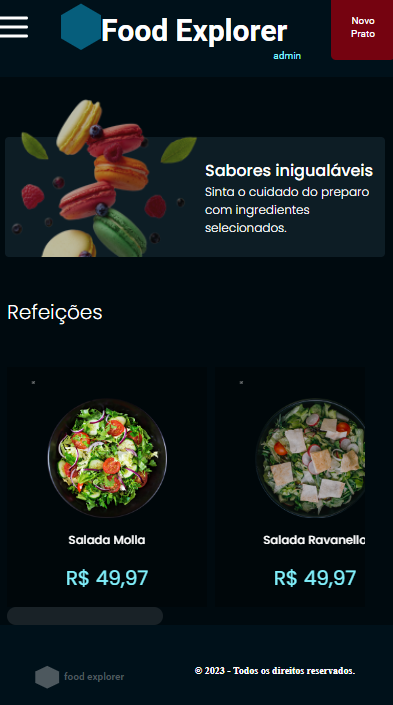 Food Explorer
admin
Novo
Prato
Sabores inigualáveis
Sinta o cuidado do preparo
com ingredientes
selecionados.
Refeições
Salada Molla
Salada Ravanello
R$ 49,97
R$ 49,97
food explorer
© 2023 - Todos os direitos reservados.